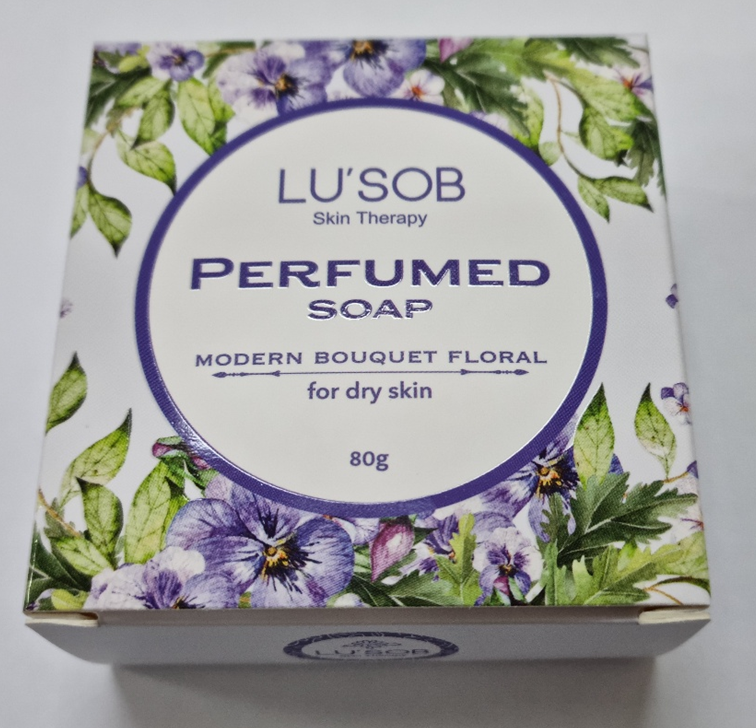 LU'SOB
Skin Therapy
PERFUMED
SOAP
MODERN BOUQUET FLORAL
for dry skin
80g
LU'SOB